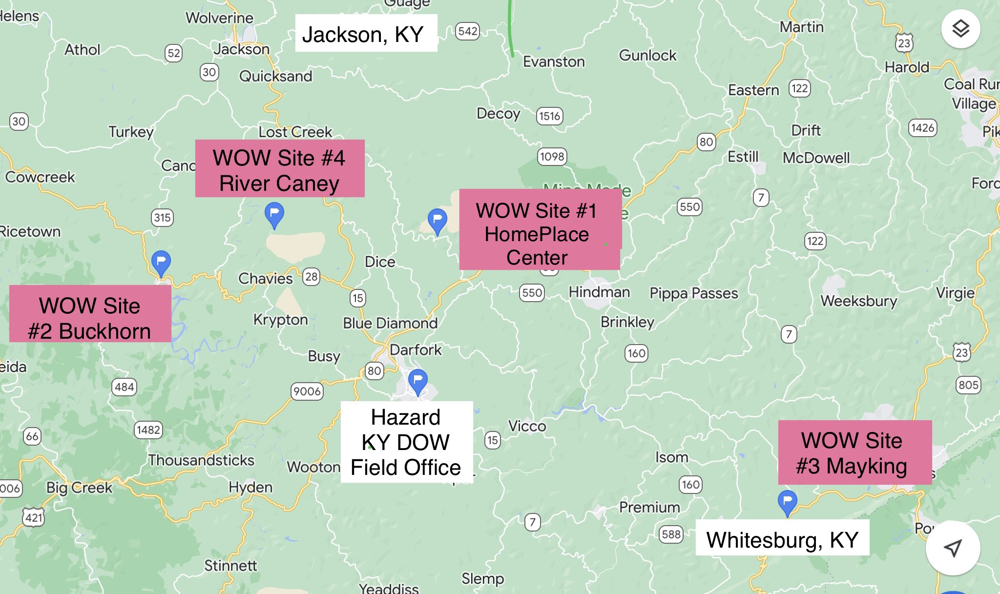 Guage
Helens
Wolverine
Jackson, KY
542
Martin
23
Athol
52
Jackson
Evanston
Gunlock
Harold
30
Quicksand
Coal Run
Village
Eastern
122
30
Decoy
1516
Turkey
Lost Creek
Drift
1426
80
WOW Site #4
River Caney
1098
Estill
McDowell
Cowcreek
Mine Made
WOW Site #1
HomePlace
Center
7
550
315
Ricetown
122
Dice
Chavies
28
15
550
Hindman
Pippa Passes
Virgie
Weeksbury
WOW Site
#2 Buckhorn
Krypton
Blue Diamond
Brinkley
7
Busy
Darfork
160
23
80
484
9006
805
Hazard
KY DOW
Field Office
66
1482
Vicco
15
WOW Site
#3 Mayking
Thousandsticks
Wooton
Isom
Big Creek
Hyden
160
421
Premium
7
588
Whitesburg, KY
Stinnett
Slemp
Yeaddiss